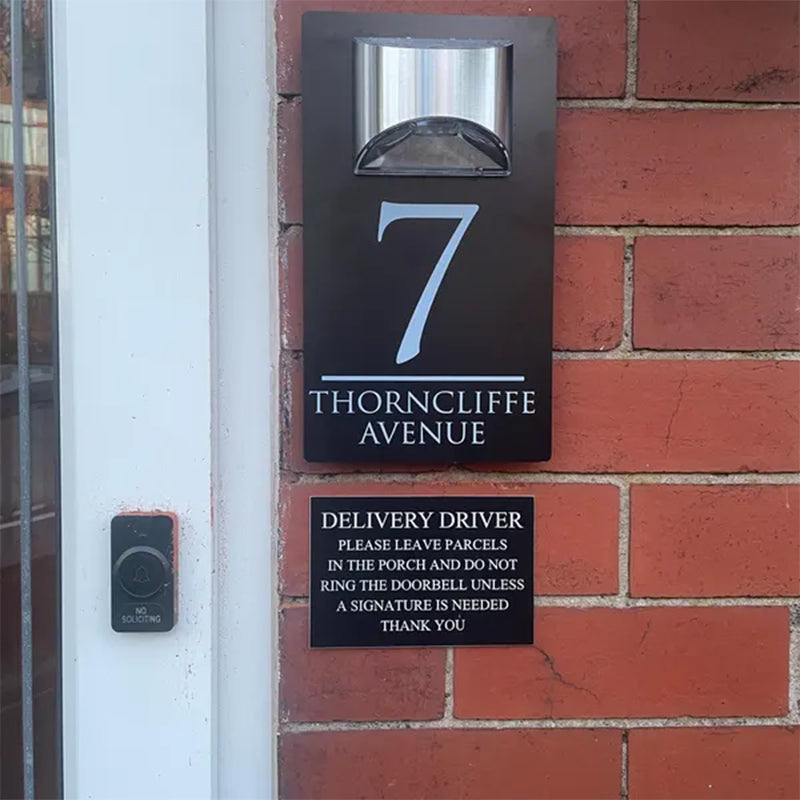 7
THORNCLIFFE
AVENUE
DELIVERY DRIVER
PLEASE LEAVE PARCELS
IN THE PORCH AND DO NOT
RING THE DOORBELL UNLESS
A SIGNATURE IS NEEDED
THANK YOU
NO
SOLICITING